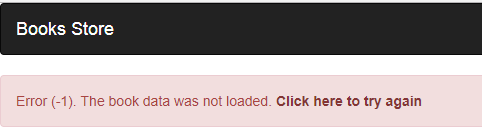 Books Store
Error (-1). The book data was not loaded. Click here to try again